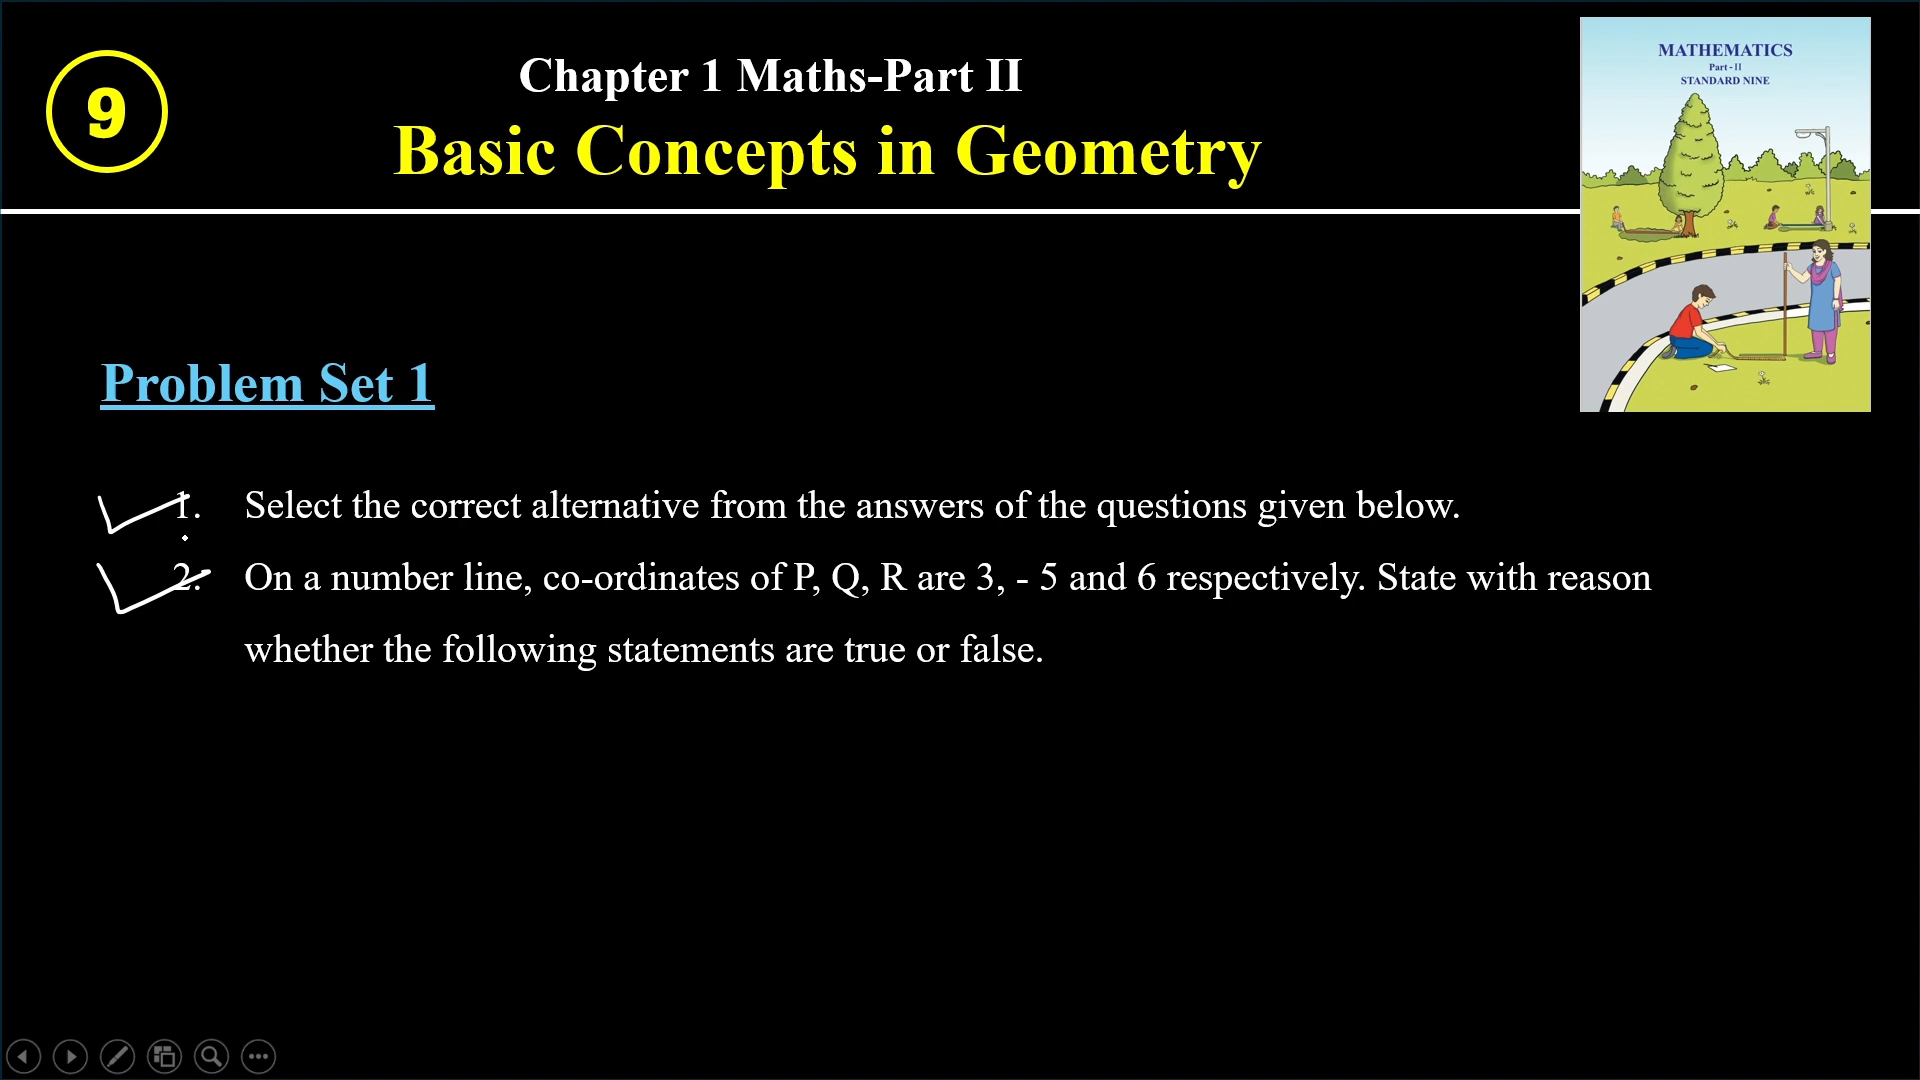 9
Chapter 1 Maths-Part II
Basic Concepts in Geometry
MATHEMATICS
Part - II
STANDARD NINE
Problem Set 1
1. Select the correct alternative from the answers of the questions given below.
2. On a number line, co-ordinates of P, Q, R are 3, - 5 and 6 respectively. State with reason
whether the following statements are true or false.